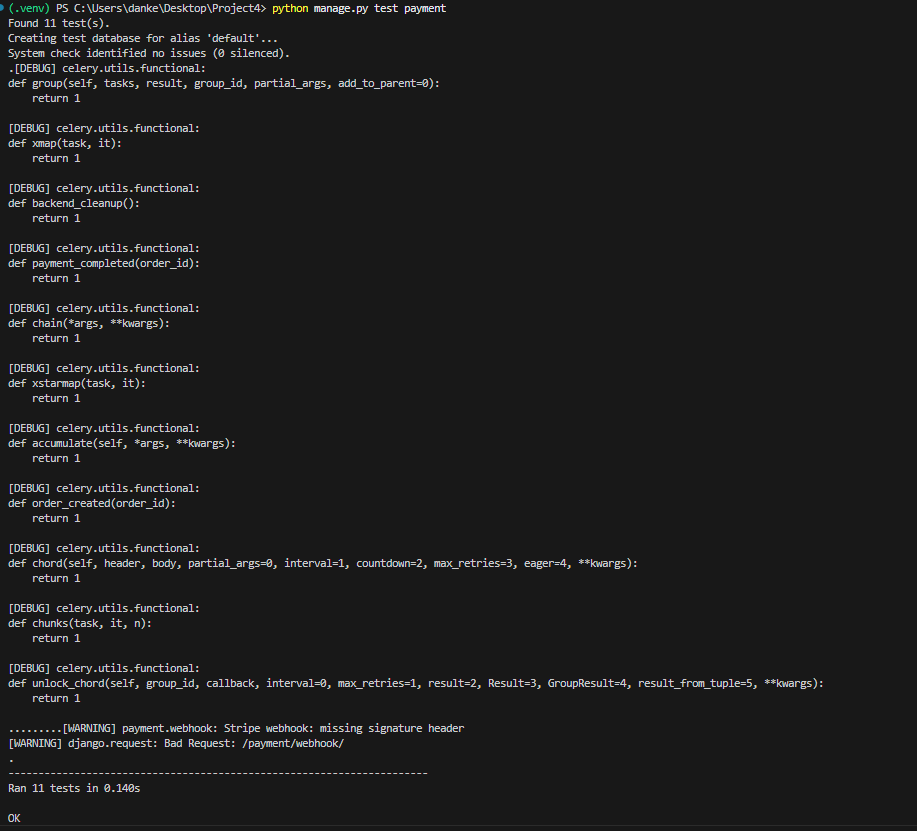 (.venv) PS C:\Users\danke\Desktop\Project4> python manage.py test payment
Found 11 test(s).
Creating test database for alias 'default'...
System check identified no issues (0 silenced).
.[DEBUG] celery.utils.functional:
def group(self, tasks, result, group_id, partial_args, add_to_parent=0):
    return 1

[DEBUG] celery.utils.functional:
def xmap(task, it):
    return 1

[DEBUG] celery.utils.functional:
def backend_cleanup():
    return 1

[DEBUG] celery.utils.functional:
def payment_completed(order_id):
    return 1

[DEBUG] celery.utils.functional:
def chain(*args, **kwargs):
    return 1

[DEBUG] celery.utils.functional:
def xstarmap(task, it):
    return 1

[DEBUG] celery.utils.functional:
def accumulate(self, *args, **kwargs):
    return 1

[DEBUG] celery.utils.functional:
def order_created(order_id):
    return 1

[DEBUG] celery.utils.functional:
def chord(self, header, body, partial_args=0, interval=1, countdown=2, max_retries=3, eager=4, **kwargs):
    return 1

[DEBUG] celery.utils.functional:
def chunks(task, it, n):
    return 1

[DEBUG] celery.utils.functional:
def unlock_chord(self, group_id, callback, interval=0, max_retries=1, result=2, Result=3, GroupResult=4, result_from_tuple=5, **kwargs):
    return 1

.........[WARNING] payment.webhook: Stripe webhook: missing signature header
[WARNING] django.request: Bad Request: /payment/webhook/
.
----------------------------------------------------------------------
Ran 11 tests in 0.140s

OK